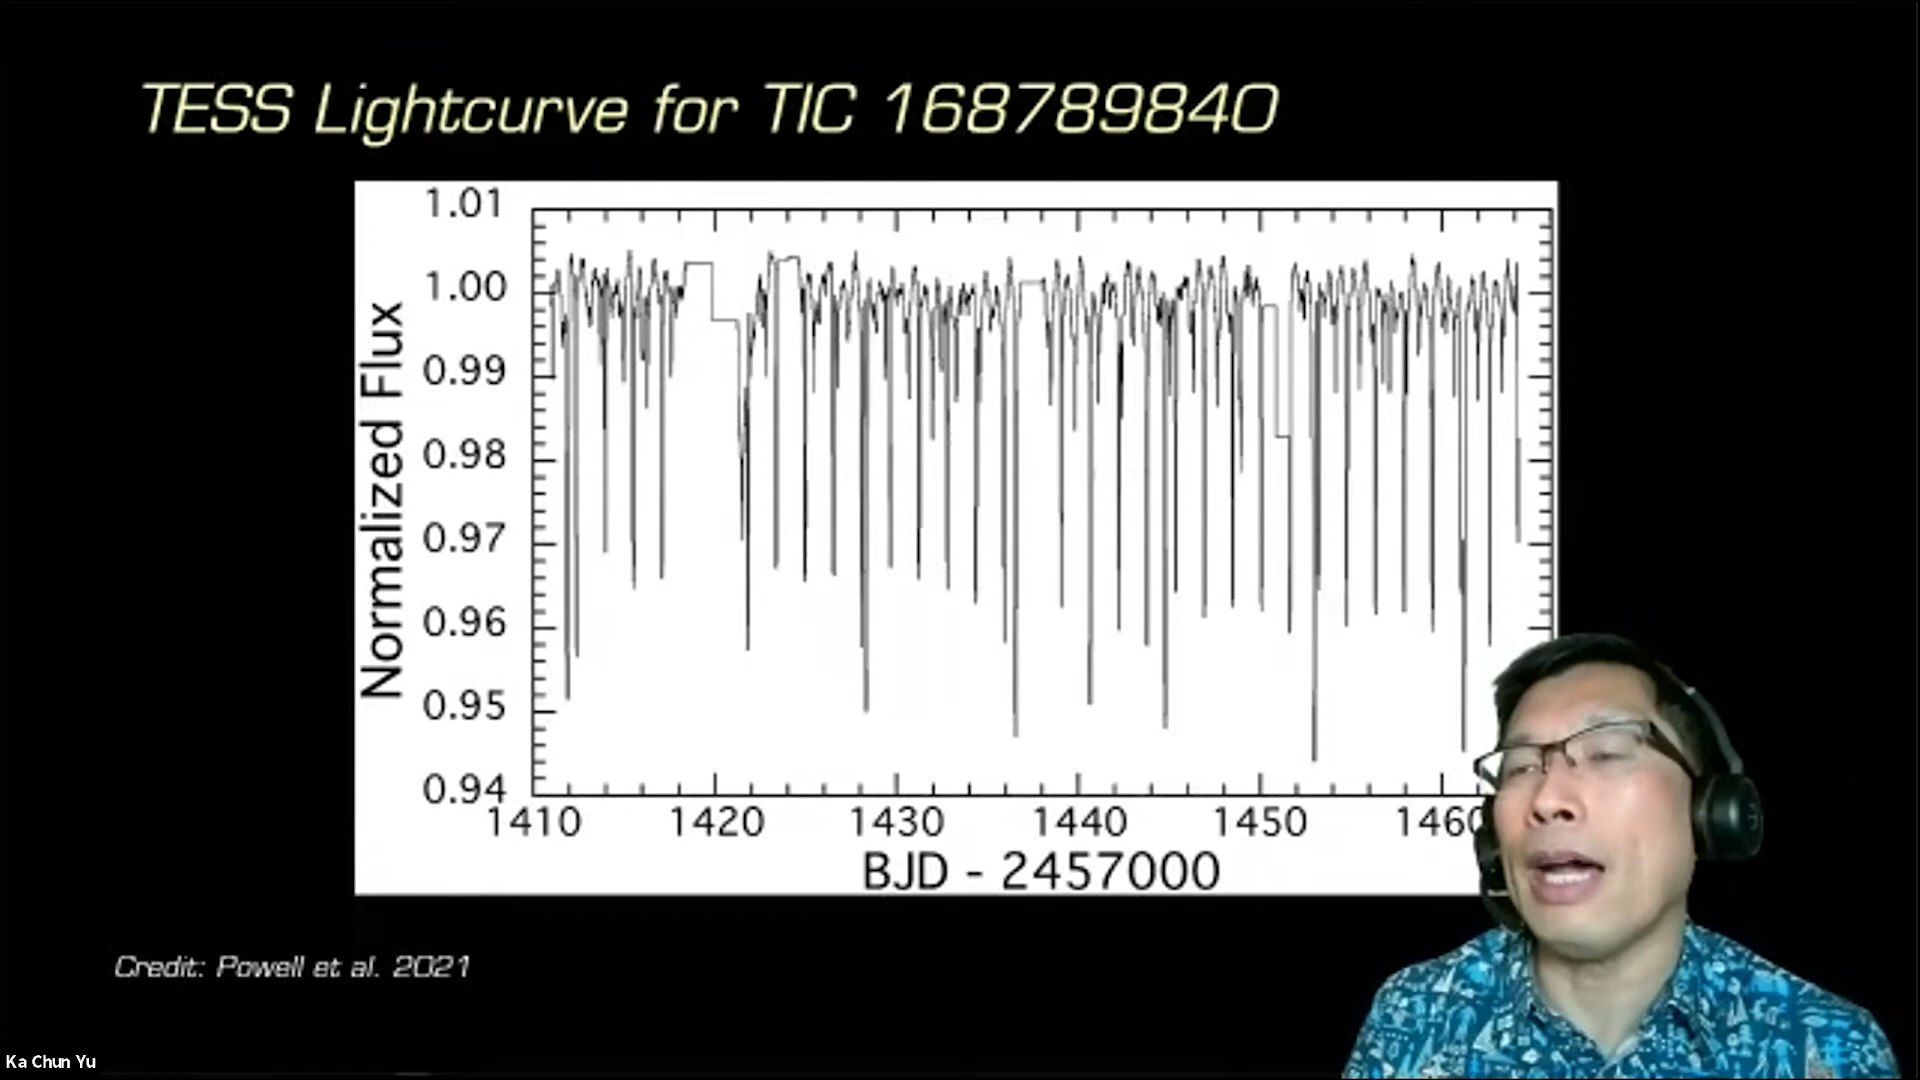 TESS Lightcurve for TIC 168789840
1.01
1.00
0.99
0.98
0.97
0.96
0.95
0.94
Normalized Flux
1410 1420 1430 1440 1450 1460
BJD - 2457000
Credit: Powell et al. 2021
Ka Chun Yu